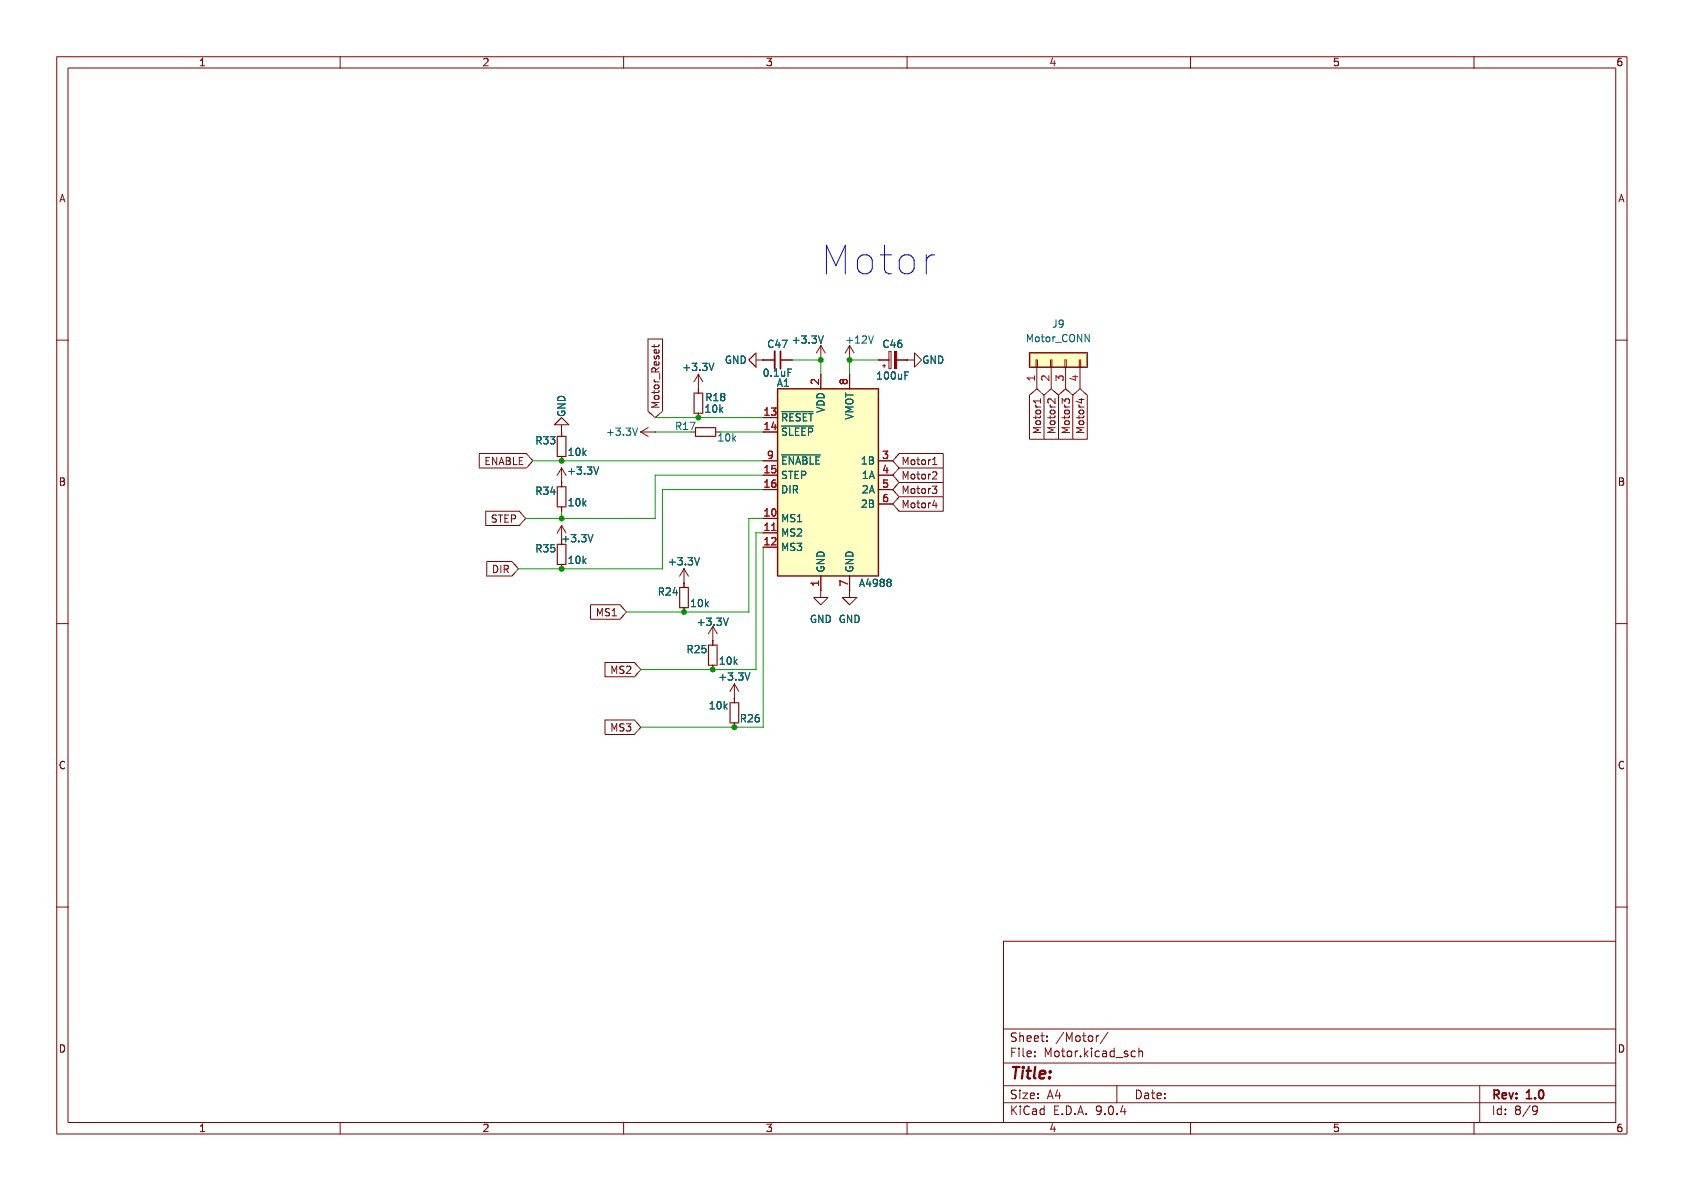 1 2 3 4 5 6
A A
B B
C C
D D
Motor
J9
Motor_CONN
1 2 3 4
Motor1 Motor2 Motor3 Motor4
Motor_Reset
+3.3V
R18
10k
GND
C47
0.1uF
+3.3V
+12V
C46
100uF
GND
A1
2 VDD
8 VMOT
13 RESET
14 SLEEP
+3.3V
R17
10k
GND
R33
10k
ENABLE
9 ENABLE
15 STEP
16 DIR
+3.3V
R34
10k
STEP
+3.3V
R35
10k
DIR
10 MS1
11 MS2
12 MS3
1B 3 Motor1
1A 4 Motor2
2A 5 Motor3
2B 6 Motor4
GND 1
GND 7
A4988
GND GND
+3.3V
R24
10k
MS1
+3.3V
R25
10k
MS2
+3.3V
10k
R26
MS3
Sheet: /Motor/
File: Motor.kicad_sch
Title:
Size: A4 Date: Rev: 1.0
KiCad E.D.A. 9.0.4 Id: 8/9
1 2 3 4 5 6